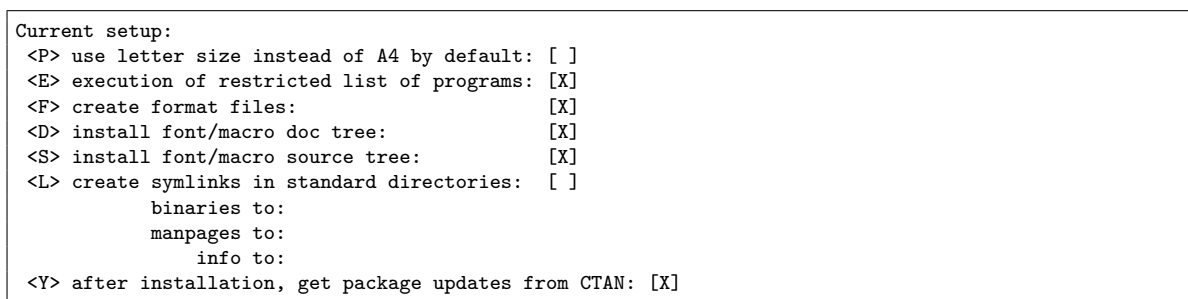 Current setup:
<P> use letter size instead of A4 by default: [ ]
<E> execution of restricted list of programs: [X]
<F> create format files: [X]
<D> install font/macro doc tree: [X]
<S> install font/macro source tree: [X]
<L> create symlinks in standard directories: [ ]
binaries to:
manpages to:
info to:
<Y> after installation, get package updates from CTAN: [X]